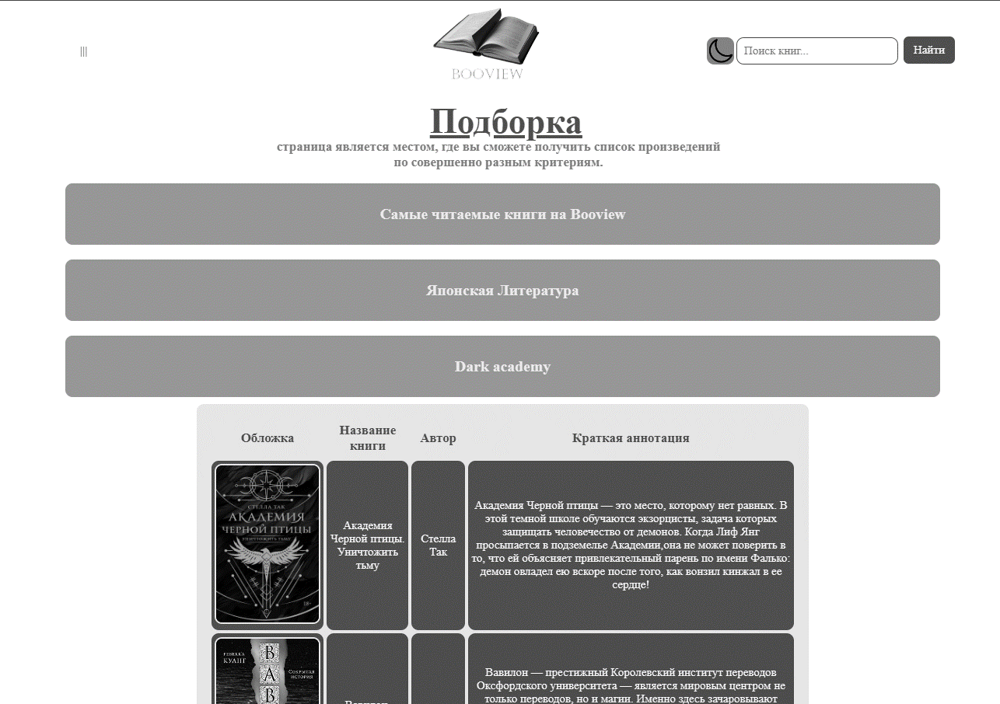 |||
BOOVIEW
Поиск книг...
Найти
Подборка
страница является местом, где вы сможете получить список произведений
по совершенно разным критериям.
Самые читаемые книги на Booview
Японская Литература
Dark academy
Обложка
Название
книги
Автор
Краткая аннотация
СТЕЛЛА ТАК
АКАДЕМИЯ
ЧЕРНОЙ ПТИЦЫ
УНИЧТОЖИТЬ ТЬМУ
18+
Академия
Черной птицы.
Уничтожить
тьму
Стелла
Так
Академия Черной птицы — это место, которому нет равных. В
этой темной школе обучаются экзорцисты, задача которых
защищать человечество от демонов. Когда Лиф Янг
просыпается в подземелье Академии,она не может поверить в
то, что ей объясняет привлекательный парень по имени Фалько:
демон овладел ею вскоре после того, как вонзил кинжал в ее
сердце!
РЕБЕККА
КУАНГ
В
А
В
СОКРЫТАЯ
ИСТОРИЯ
Вавилон — престижный Королевский институт переводов
Оксфордского университета — является мировым центром не
только переводов, но и магии. Именно здесь зачаровывают